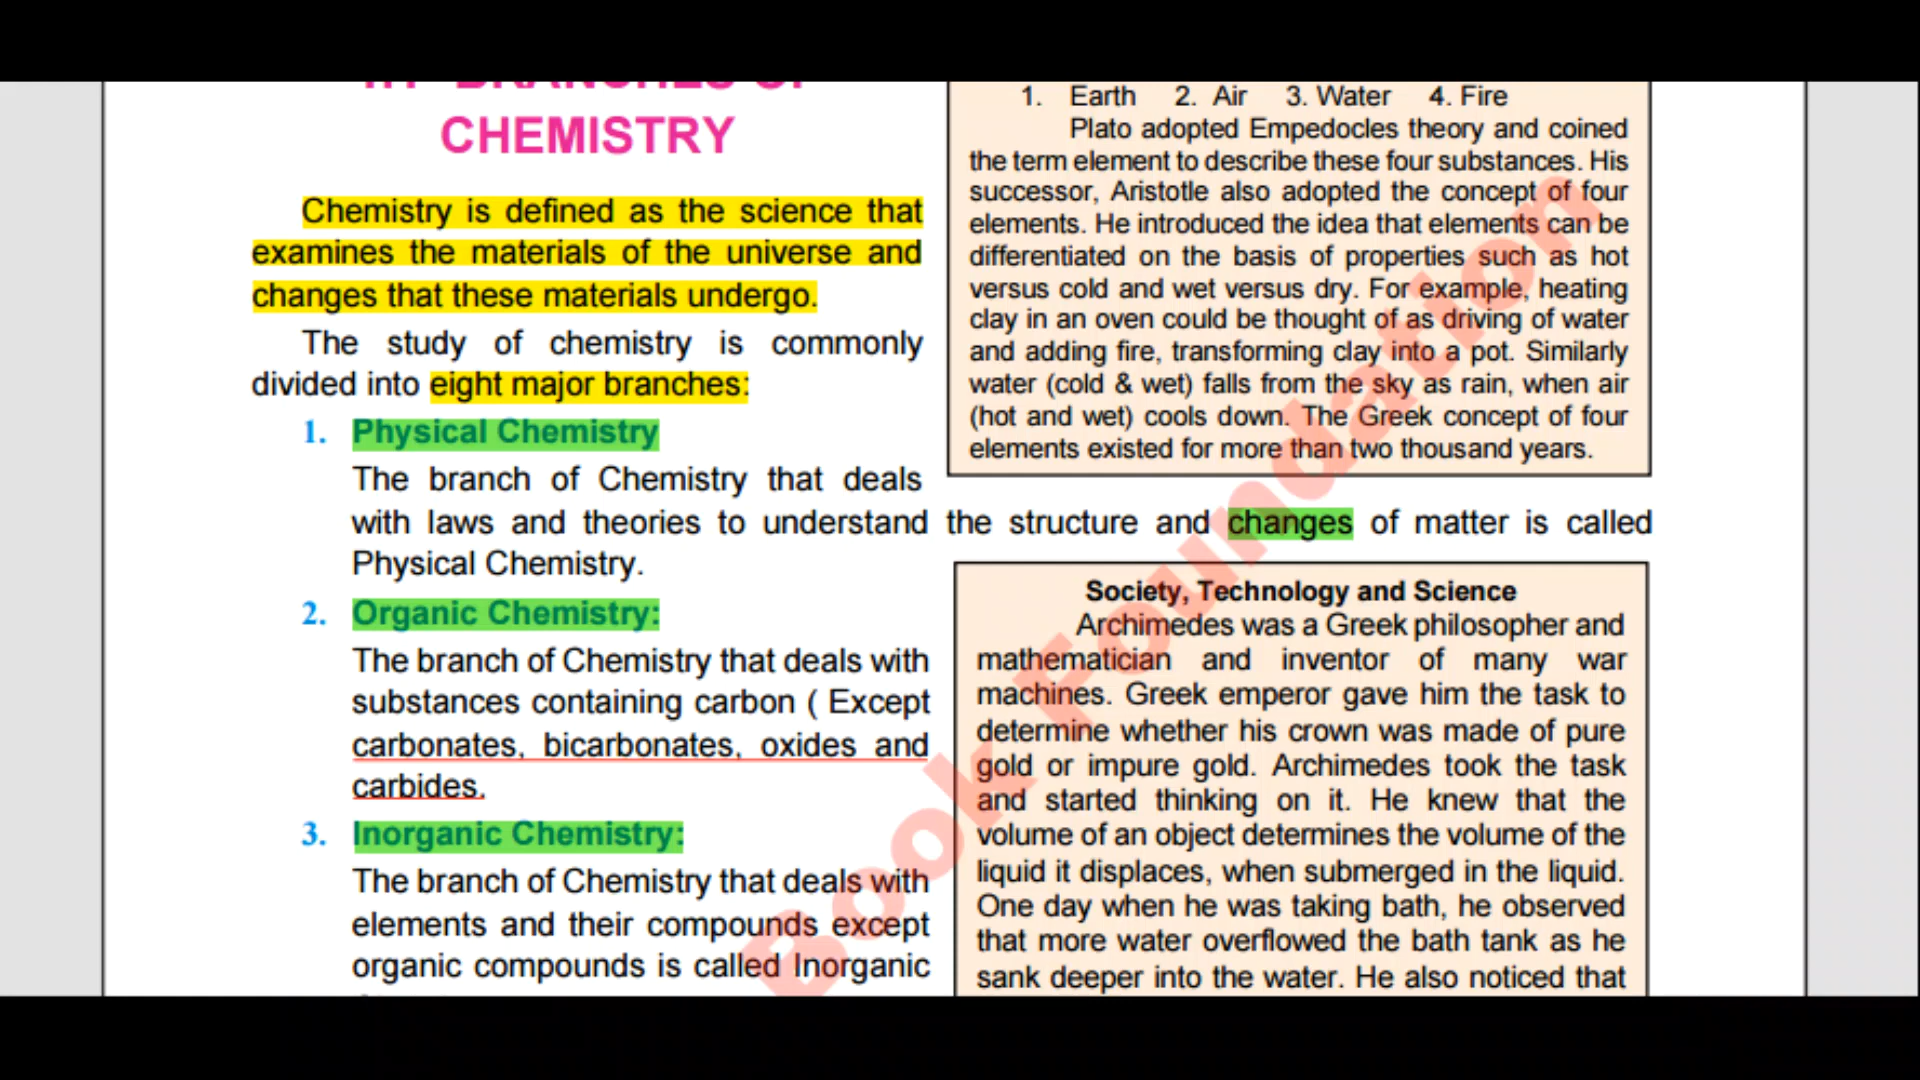 1.1 BRANCHES OF
CHEMISTRY
Chemistry is defined as the science that
examines the materials of the universe and
changes that these materials undergo.
The study of chemistry is commonly
divided into eight major branches:
1. Physical Chemistry
The branch of Chemistry that deals
with laws and theories to understand the structure and changes of matter is called
Physical Chemistry.
2. Organic Chemistry:
The branch of Chemistry that deals with
substances containing carbon ( Except
carbonates, bicarbonates, oxides and
carbides.
3. Inorganic Chemistry:
The branch of Chemistry that deals with
elements and their compounds except
organic compounds is called Inorganic
1. Earth 2. Air 3. Water 4. Fire
Plato adopted Empedocles theory and coined
the term element to describe these four substances. His
successor, Aristotle also adopted the concept of four
elements. He introduced the idea that elements can be
differentiated on the basis of properties such as hot
versus cold and wet versus dry. For example, heating
clay in an oven could be thought of as driving of water
and adding fire, transforming clay into a pot. Similarly
water (cold & wet) falls from the sky as rain, when air
(hot and wet) cools down. The Greek concept of four
elements existed for more than two thousand years.
Society, Technology and Science
Archimedes was a Greek philosopher and
mathematician and inventor of many war
machines. Greek emperor gave him the task to
determine whether his crown was made of pure
gold or impure gold. Archimedes took the task
and started thinking on it. He knew that the
volume of an object determines the volume of the
liquid it displaces, when submerged in the liquid.
One day when he was taking bath, he observed
that more water overflowed the bath tank as he
sank deeper into the water. He also noticed that
Book Foundation